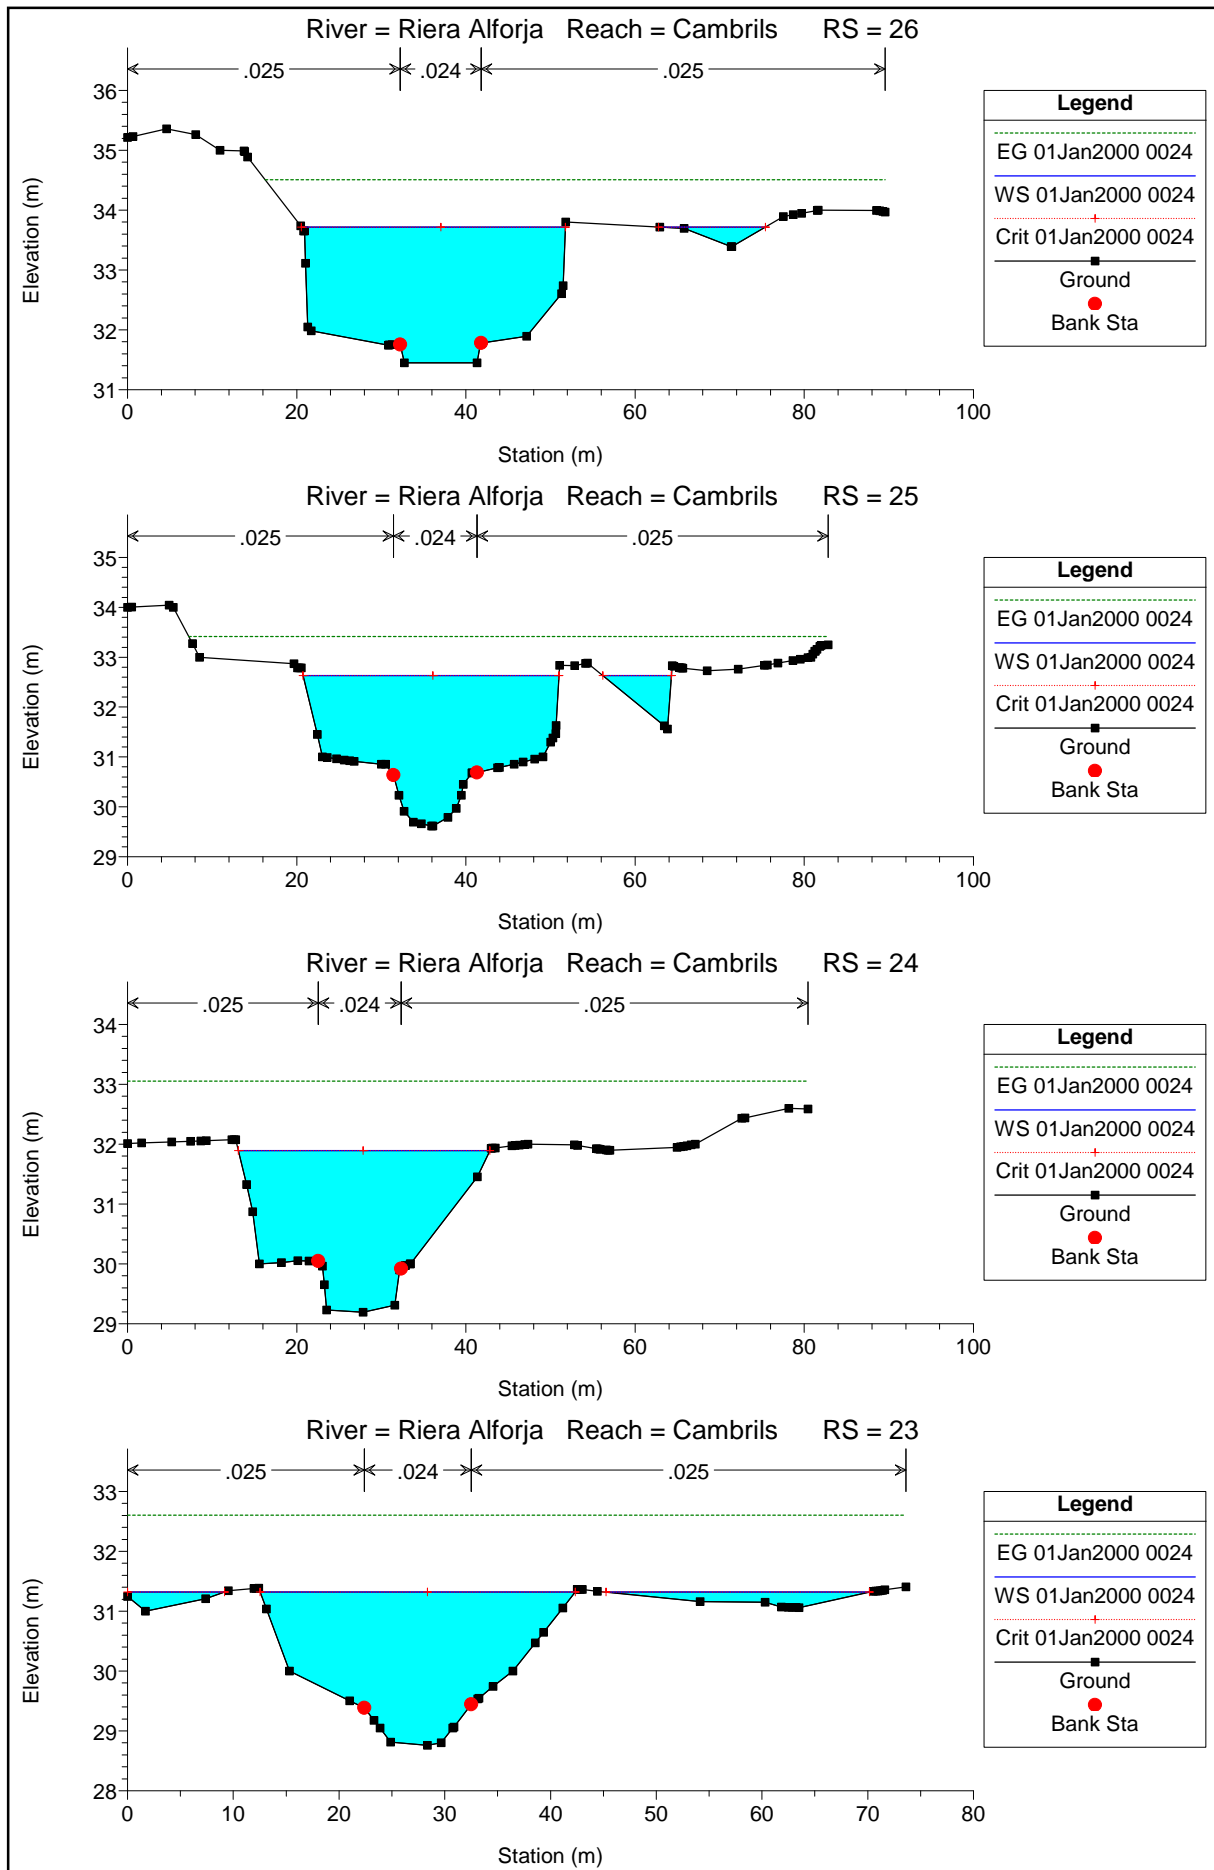 River = Riera Alforja Reach = Cambrils RS = 26
.025 .024 .025
36
35
34
33
32
31
Elevation (m)
0 20 40 60 80 100
Station (m)
Legend
EG 01Jan2000 0024
WS 01Jan2000 0024
Crit 01Jan2000 0024
Ground
Bank Sta
River = Riera Alforja Reach = Cambrils RS = 25
.025 .024 .025
35
34
33
32
31
30
29
Elevation (m)
0 20 40 60 80 100
Station (m)
Legend
EG 01Jan2000 0024
WS 01Jan2000 0024
Crit 01Jan2000 0024
Ground
Bank Sta
River = Riera Alforja Reach = Cambrils RS = 24
.025 .024 .025
34
33
32
31
30
29
Elevation (m)
0 20 40 60 80 100
Station (m)
Legend
EG 01Jan2000 0024
WS 01Jan2000 0024
Crit 01Jan2000 0024
Ground
Bank Sta
River = Riera Alforja Reach = Cambrils RS = 23
.025 .024 .025
33
32
31
30
29
28
Elevation (m)
0 10 20 30 40 50 60 70 80
Station (m)
Legend
EG 01Jan2000 0024
WS 01Jan2000 0024
Crit 01Jan2000 0024
Ground
Bank Sta